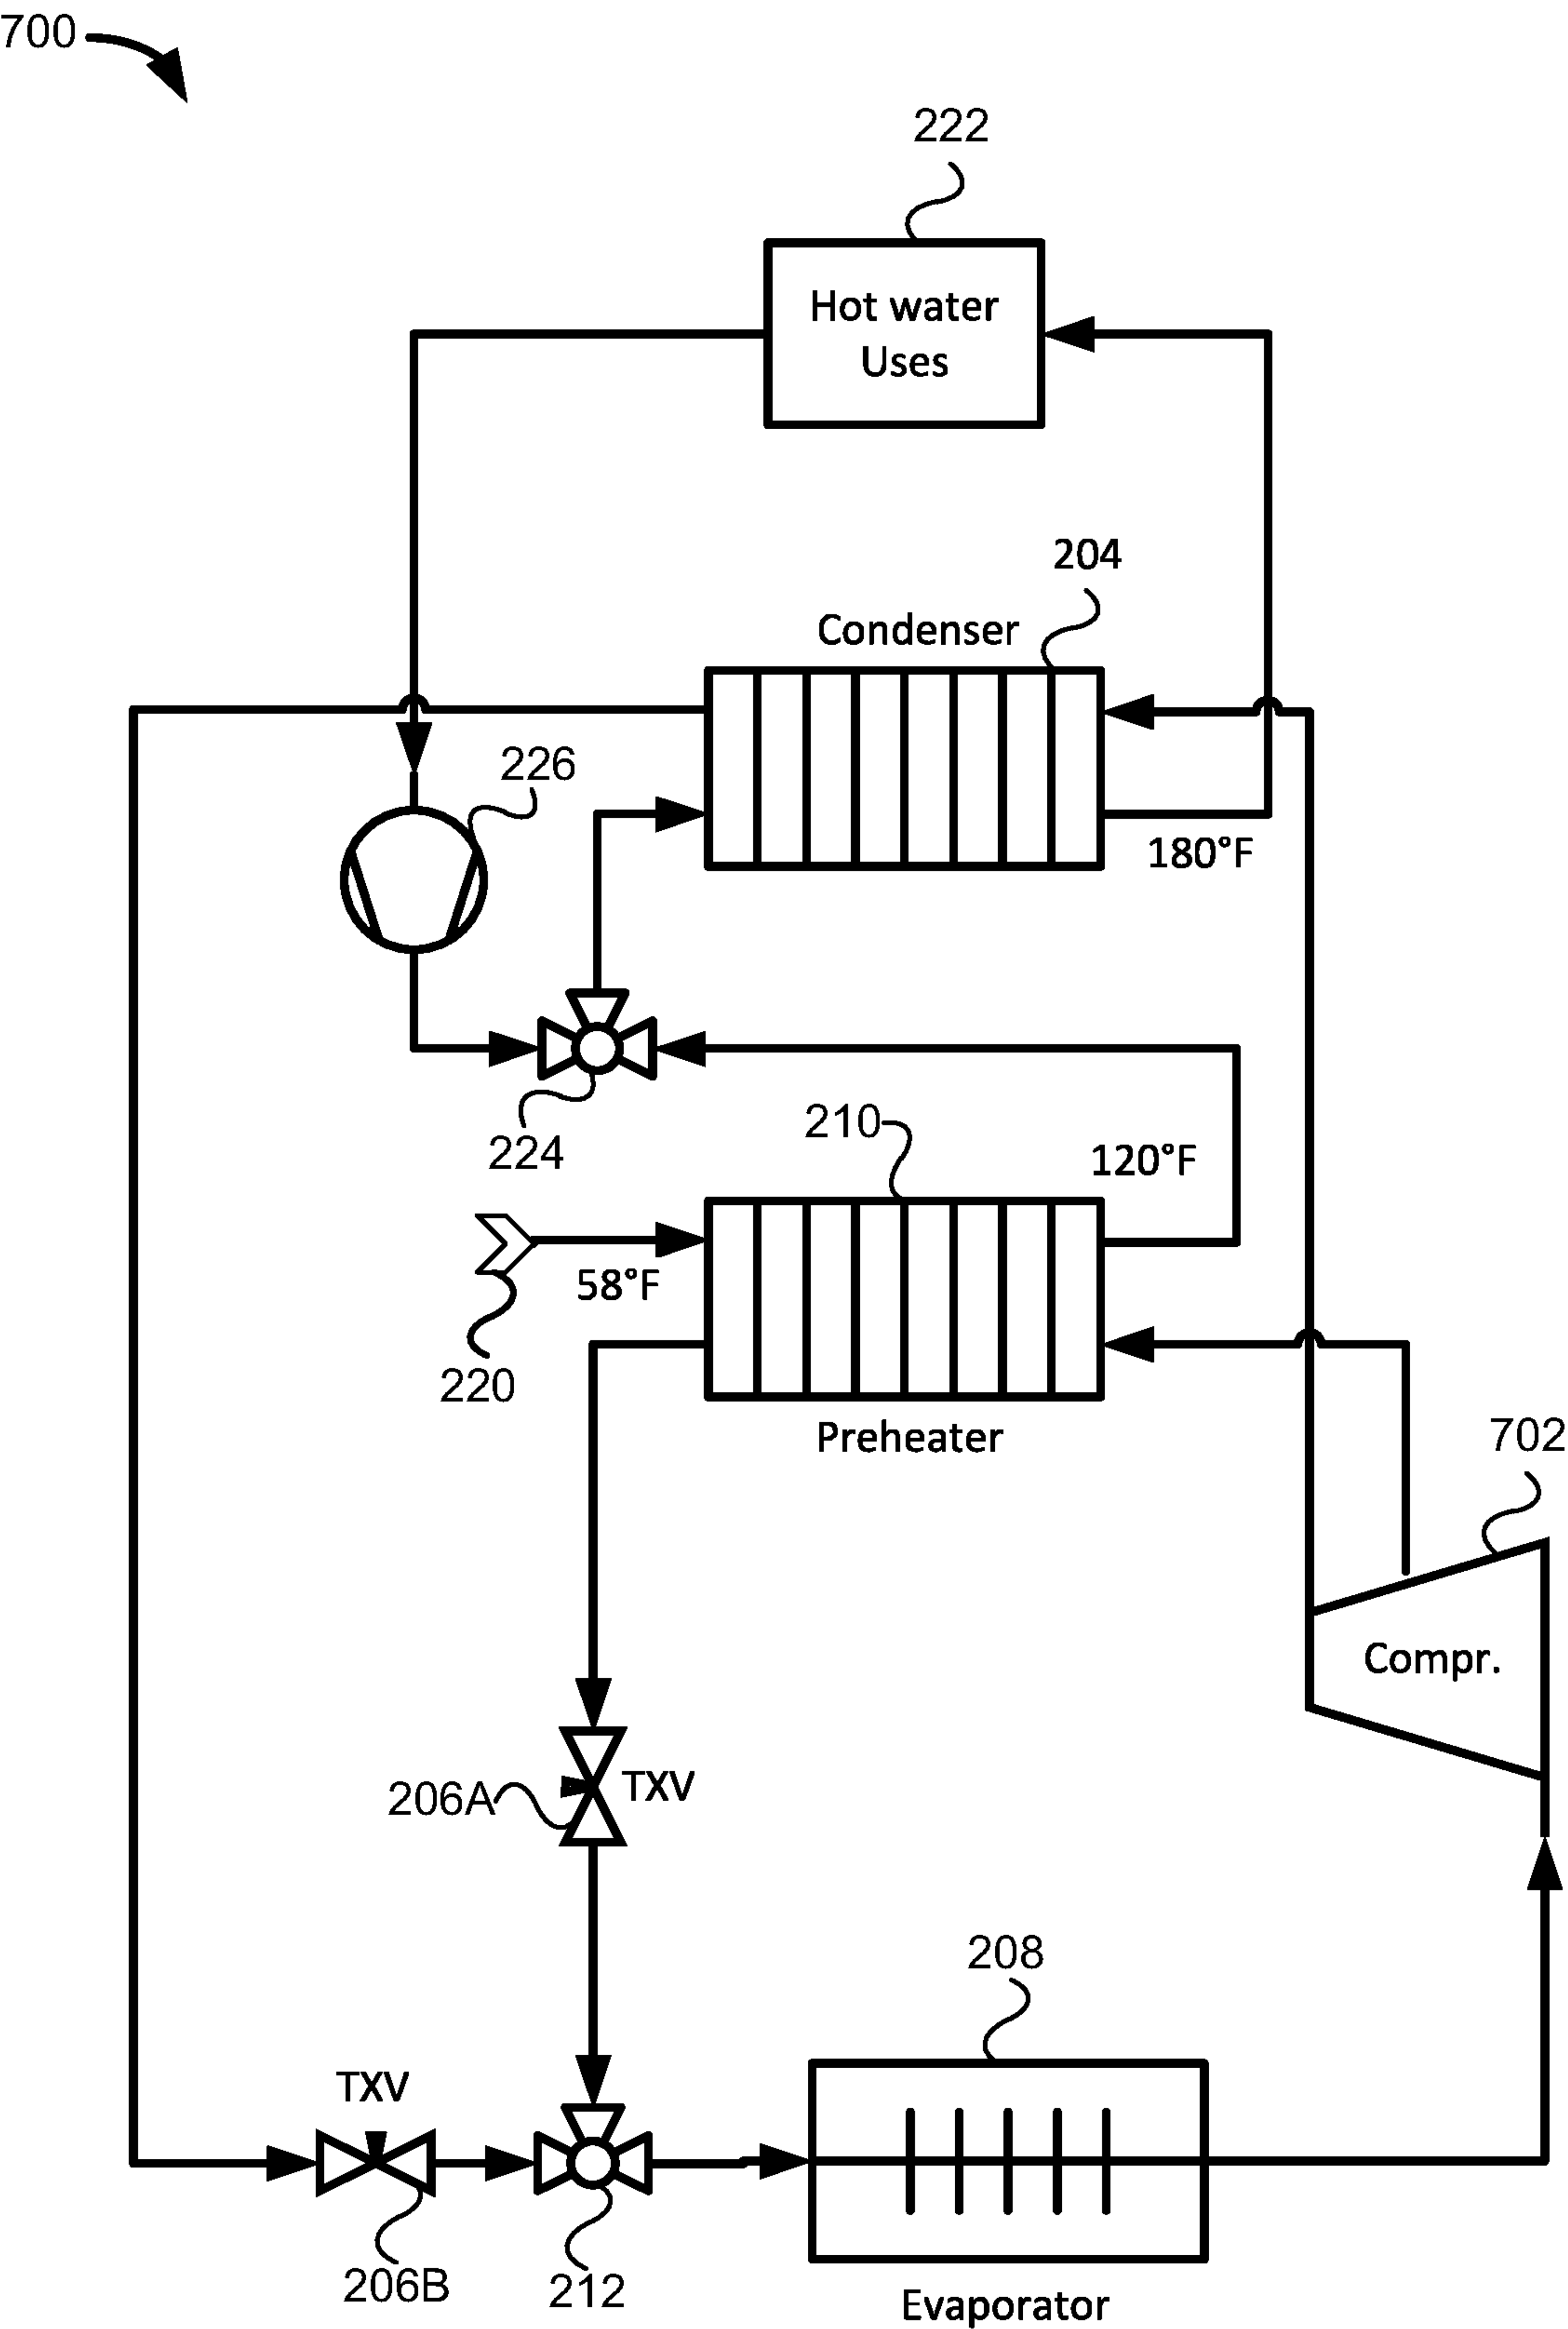 700
222
Hot water
Uses
204
Condenser
226
180°F
224
210
120°F
58°F
220
Preheater
702
Compr.
206A
TXV
208
TXV
206B
212
Evaporator